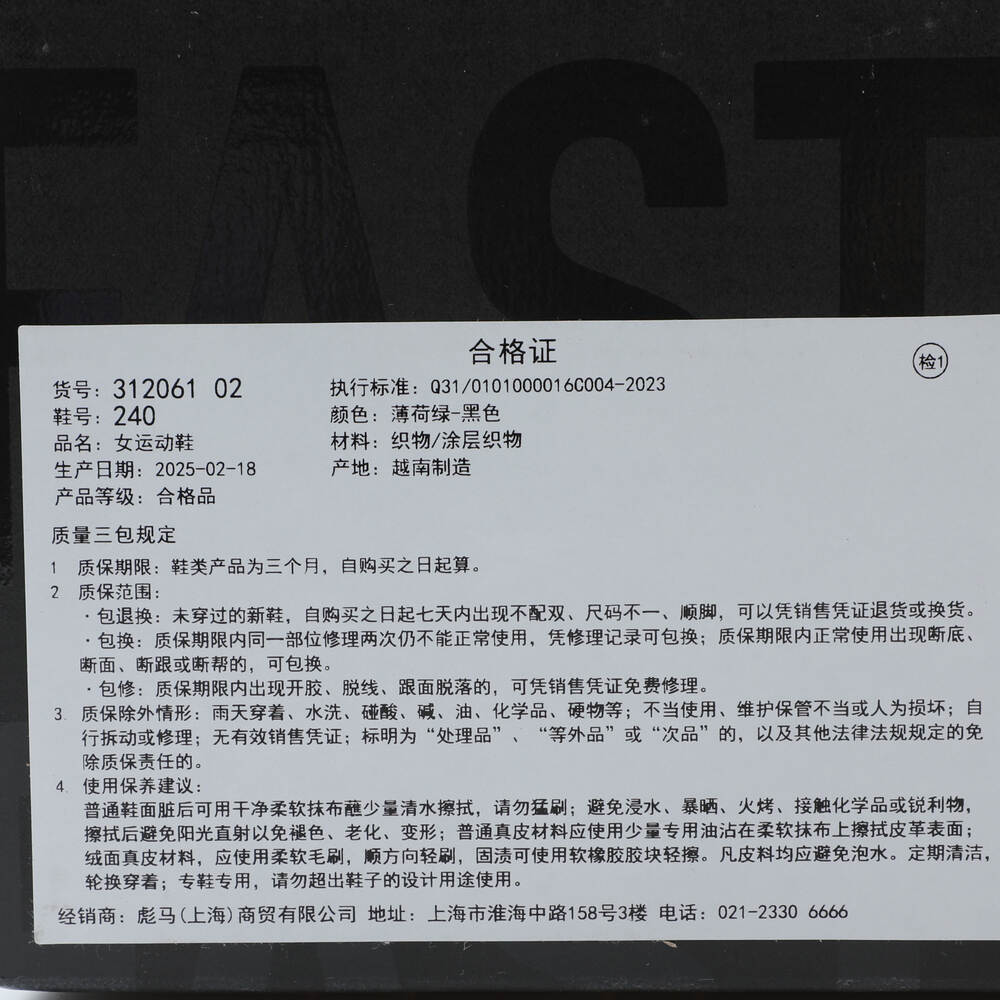 FAST
合格证
检1
货号：312061 02
执行标准：Q31/0101000016C004-2023
鞋号：240
颜色：薄荷绿-黑色
品名：女运动鞋
材料：织物/涂层织物
生产日期：2025-02-18
产地：越南制造
产品等级：合格品
质量三包规定
1 质保期限：鞋类产品为三个月，自购买之日起算。
2 质保范围：
·包退换：未穿过的新鞋，自购买之日起七天内出现不配双、尺码不一、顺脚，可以凭销售凭证退货或换货。
·包换：质保期限内同一部位修理两次仍不能正常使用，凭修理记录可包换；质保期限内正常使用出现断底、
断面、断跟或断帮的，可包换。
·包修：质保期限内出现开胶、脱线、跟面脱落的，可凭销售凭证免费修理。
3. 质保除外情形：雨天穿着、水洗、碰酸、碱、油、化学品、硬物等；不当使用、维护保管不当或人为损坏；自
行拆动或修理；无有效销售凭证；标明为“处理品”、“等外品”或“次品”的，以及其他法律法规规定的免
除质保责任的。
4. 使用保养建议：
普通鞋面脏后可用干净柔软抹布蘸少量清水擦拭，请勿猛刷；避免浸水、暴晒、火烤、接触化学品或锐利物，
擦拭后避免阳光直射以免褪色、老化、变形；普通真皮材料应使用少量专用油沾在柔软抹布上擦拭皮革表面；
绒面真皮材料，应使用柔软毛刷，顺方向轻刷，固渍可使用软橡胶胶块轻擦。凡皮料均应避免泡水。定期清洁，
轮换穿着；专鞋专用，请勿超出鞋子的设计用途使用。
经销商：彪马(上海)商贸有限公司 地址：上海市淮海中路158号3楼 电话：021-2330 6666